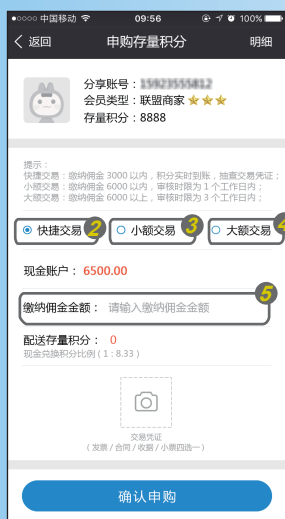 中国移动 09:56 100%
返回 申购存量积分 明细
分享账号：
会员类型：联盟商家
存量积分：8888
提示：
快捷交易：缴纳佣金 3000 以内，积分实时到账，抽查交易凭证；
小额交易：缴纳佣金 6000 以内，审核时限为 1 个工作日内；
大额交易：缴纳佣金 6000 以上，审核时限为 3 个工作日内；
快捷交易 2 小额交易 3 大额交易 4
现金账户：6500.00
5
缴纳佣金金额：请输入缴纳佣金金额
配送存量积分：0
现金兑换积分比例（1：8.33）
交易凭证
（发票 / 合同 / 收据 / 小票四选一）
确认申购